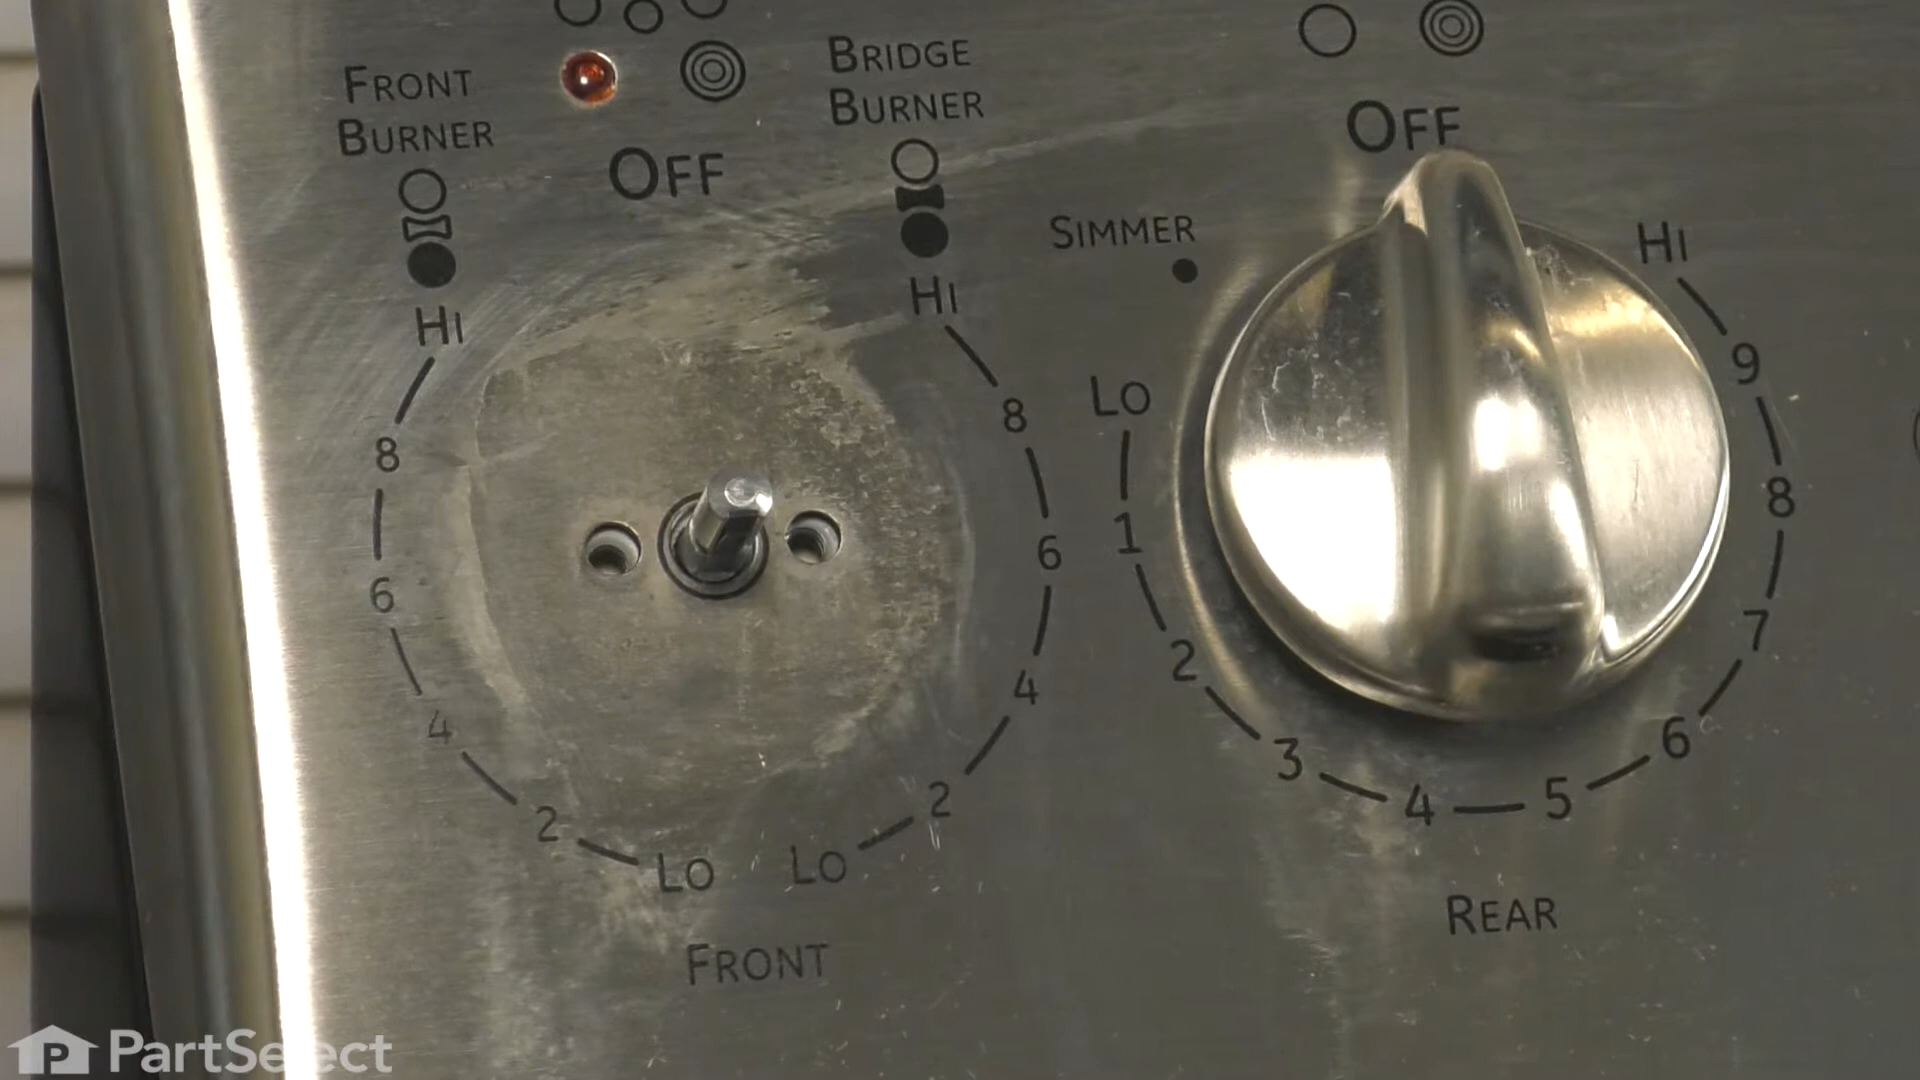 FRONT
BURNER
BRIDGE
BURNER
OFF
HI
8
6
4
2
LO
HI
8
6
4
2
LO
FRONT
OFF
SIMMER
LO
1
2
3
4
5
6
7
8
9
HI
REAR
PartSelect